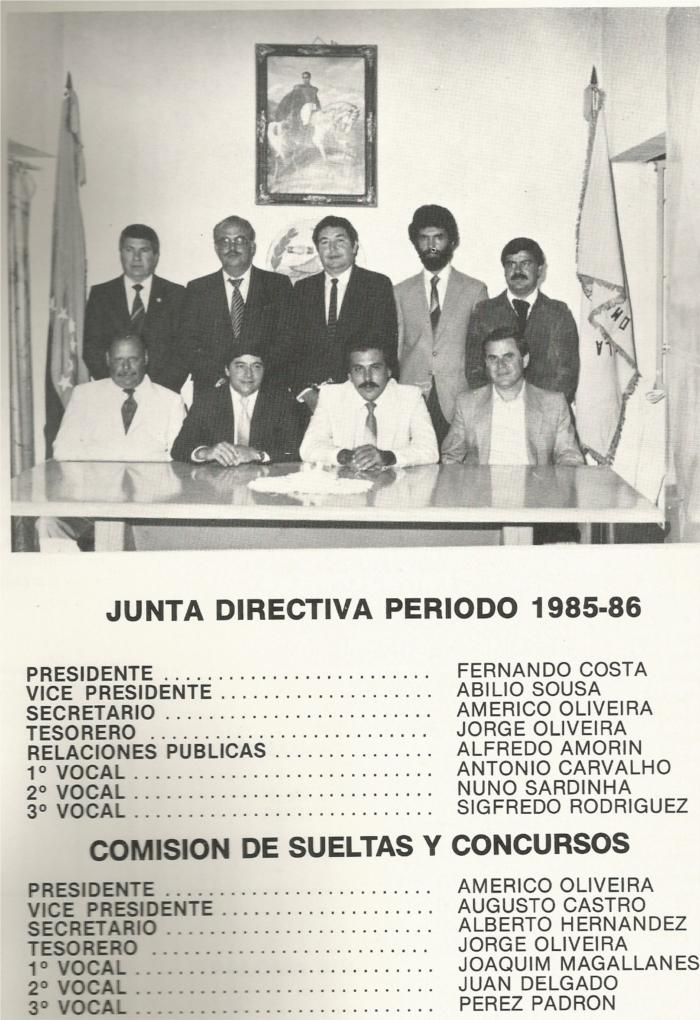 JUNTA DIRECTIVA PERIODO 1985-86
PRESIDENTE ........................... FERNANDO COSTA
VICE PRESIDENTE ..................... ABILIO SOUSA
SECRETARIO ........................... AMERICO OLIVEIRA
TESORERO ............................. JORGE OLIVEIRA
RELACIONES PUBLICAS ................ ALFREDO AMORIN
1º VOCAL .............................. ANTONIO CARVALHO
2º VOCAL .............................. NUNO SARDINHA
3º VOCAL .............................. SIGFREDO RODRIGUEZ
COMISION DE SUELTAS Y CONCURSOS
PRESIDENTE ........................... AMERICO OLIVEIRA
VICE PRESIDENTE ..................... AUGUSTO CASTRO
SECRETARIO ........................... ALBERTO HERNANDEZ
TESORERO ............................. JORGE OLIVEIRA
1º VOCAL .............................. JOAQUIM MAGALLANES
2º VOCAL .............................. JUAN DELGADO
3º VOCAL .............................. PEREZ PADRON